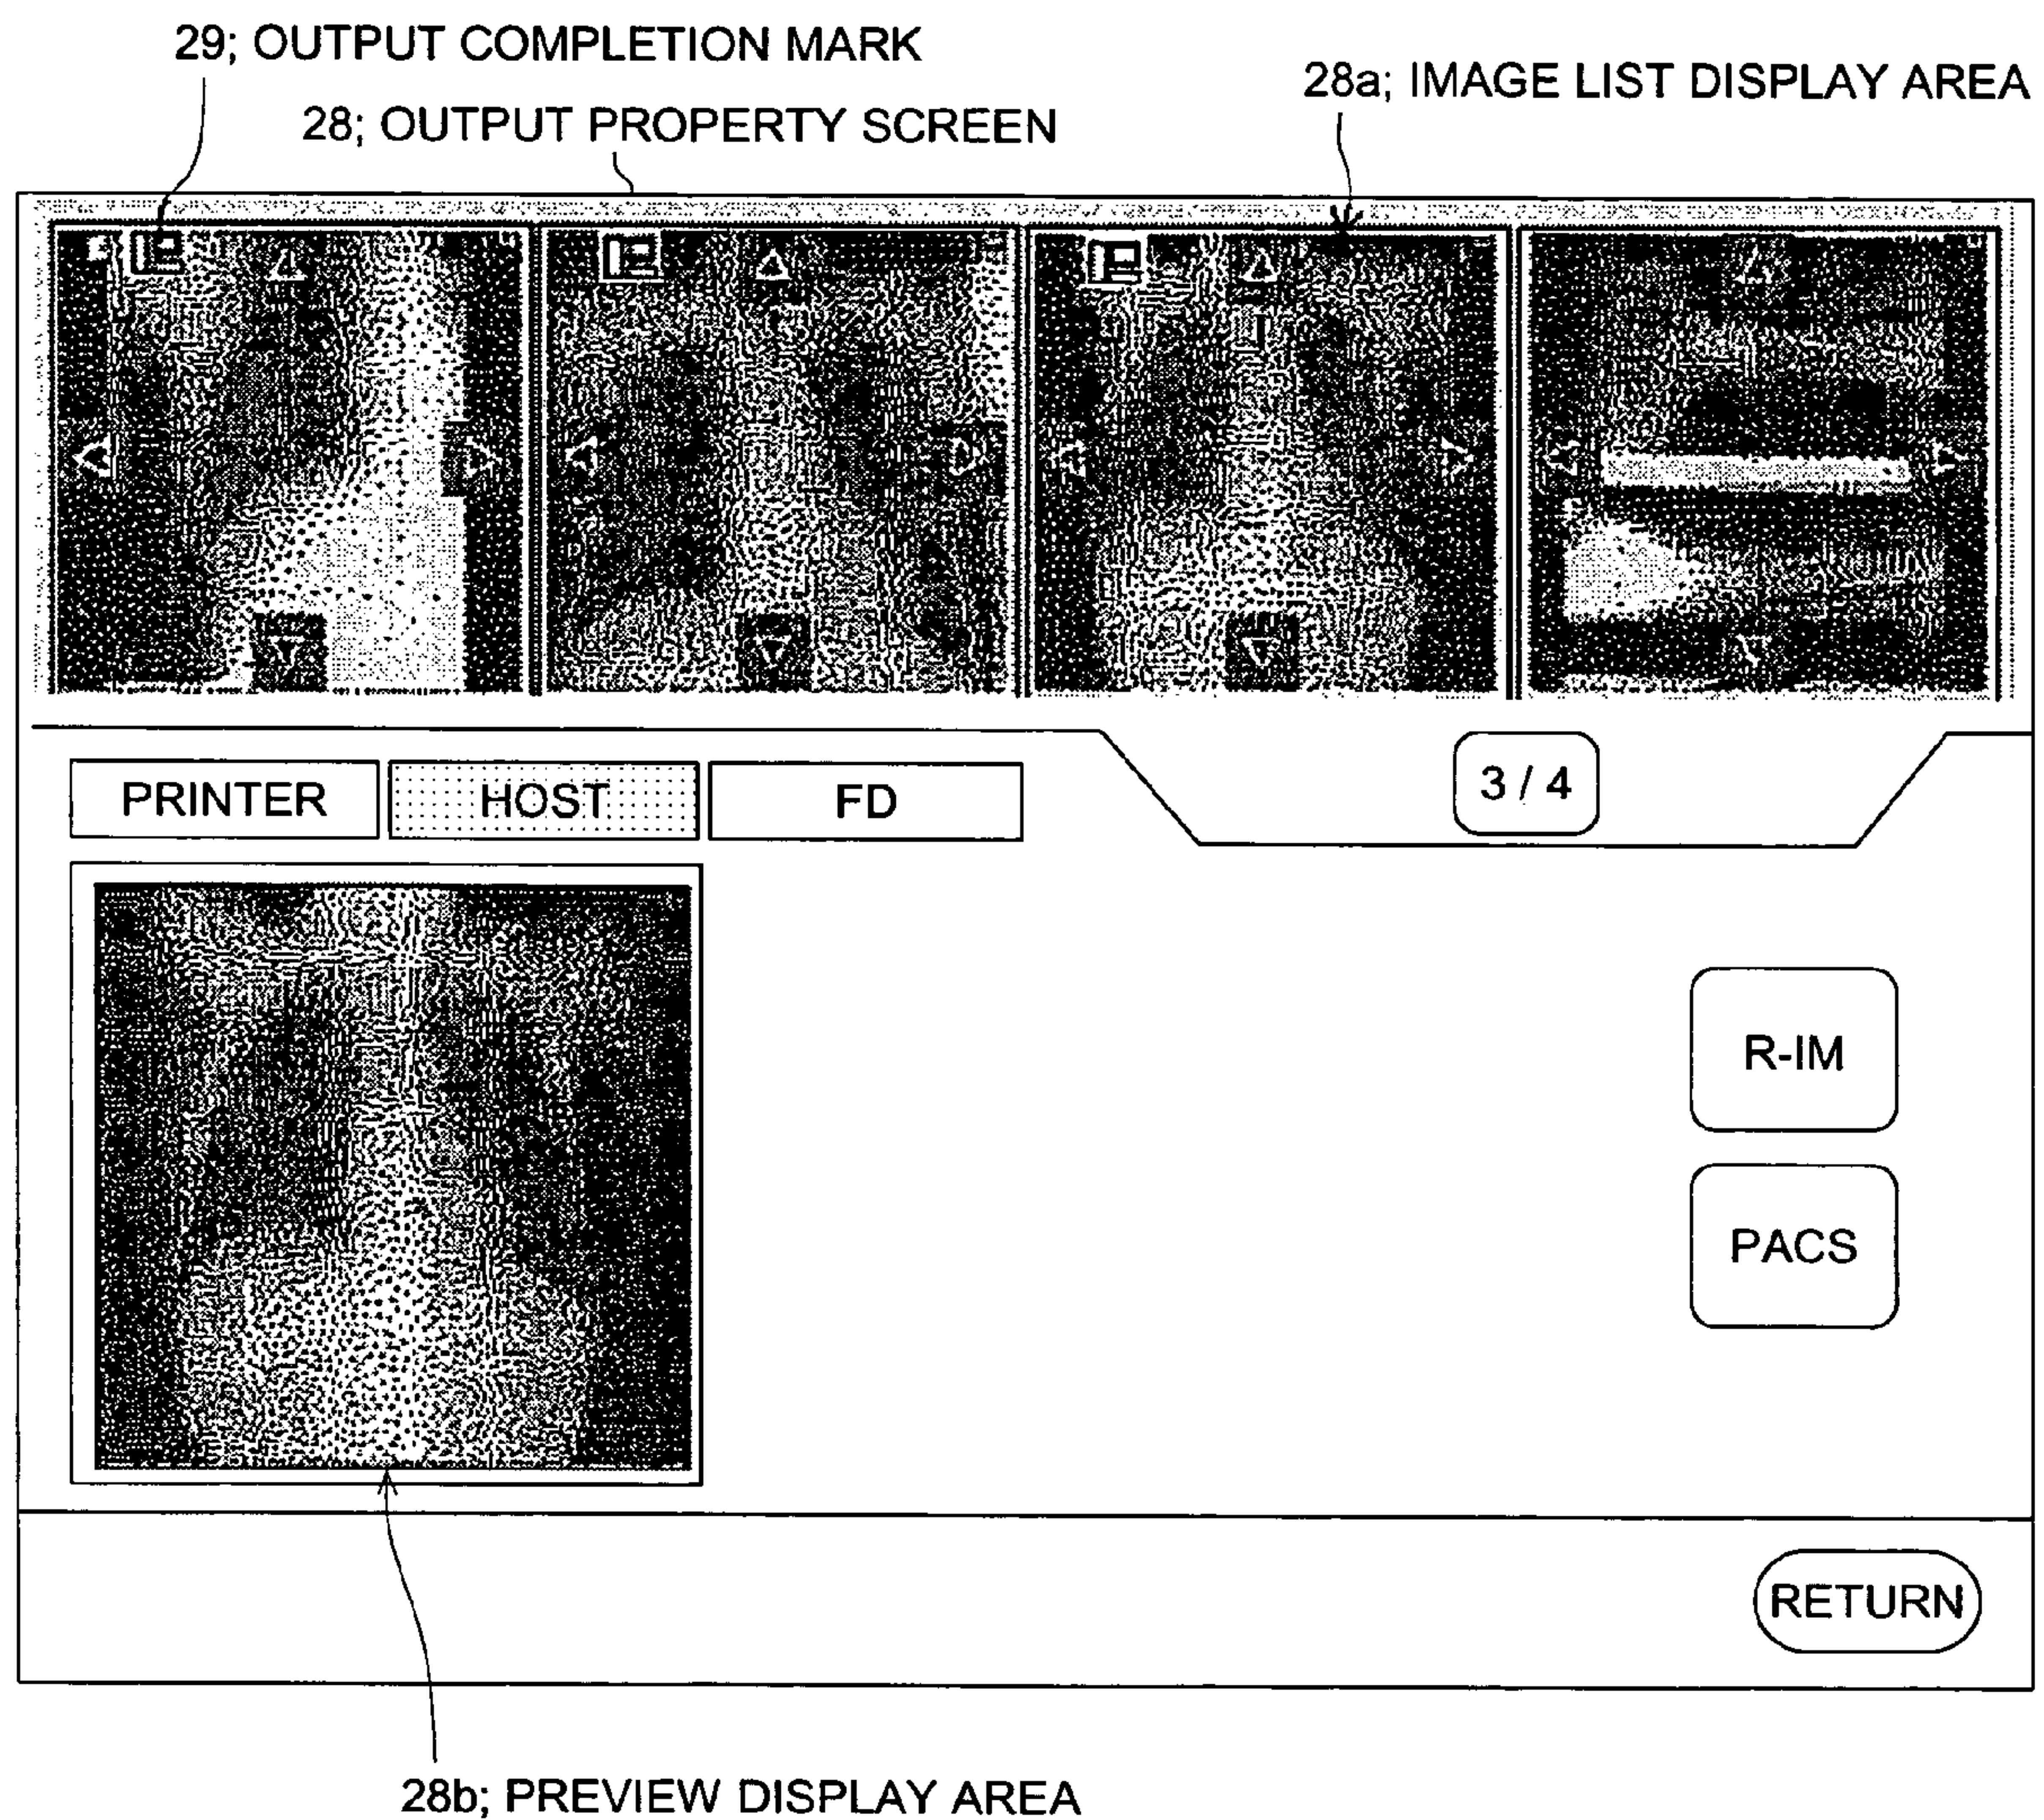 29; OUTPUT COMPLETION MARK
28a; IMAGE LIST DISPLAY AREA
28; OUTPUT PROPERTY SCREEN
PRINTER
HOST
FD
3 / 4
R-IM
PACS
RETURN
28b; PREVIEW DISPLAY AREA